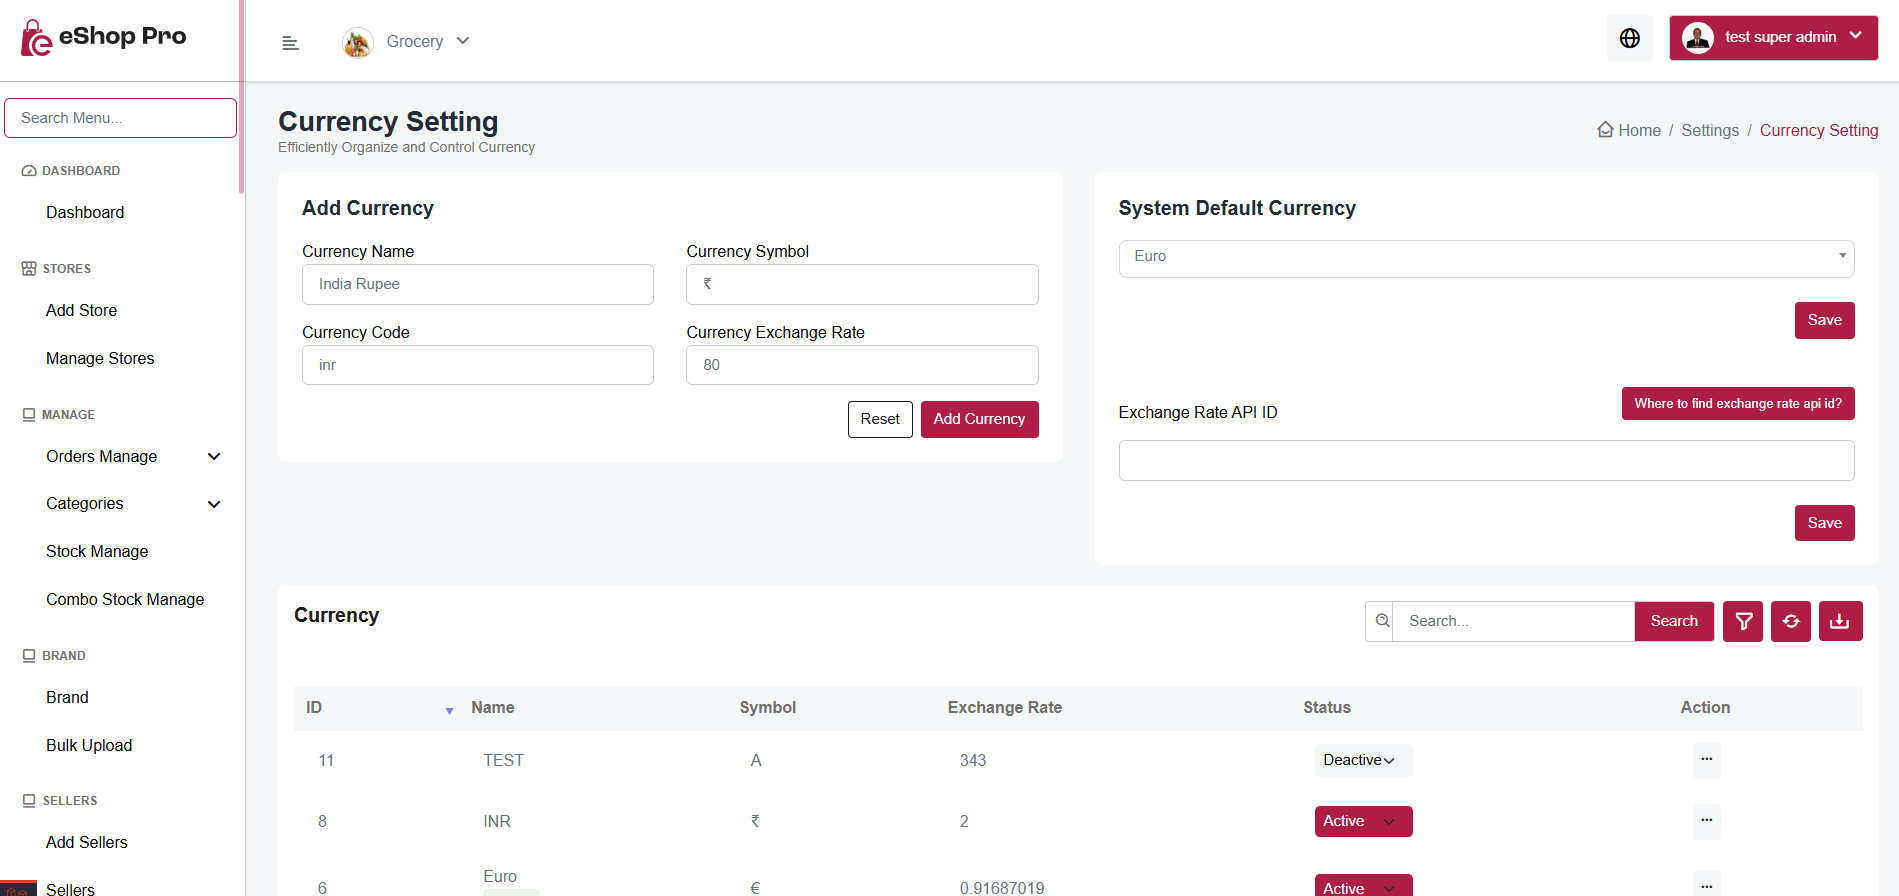 eShop Pro
Grocery
test super admin
Search Menu...
DASHBOARD
Dashboard
STORES
Add Store
Manage Stores
MANAGE
Orders Manage
Categories
Stock Manage
Combo Stock Manage
BRAND
Brand
Bulk Upload
SELLERS
Add Sellers
Sellers
Currency Setting
Efficiently Organize and Control Currency
Home / Settings / Currency Setting
Add Currency
Currency Name
Currency Symbol
India Rupee
₹
Currency Code
Currency Exchange Rate
inr
80
Reset
Add Currency
System Default Currency
Euro
Save
Exchange Rate API ID
Where to find exchange rate api id?
Save
Currency
Search...
Search
ID Name Symbol Exchange Rate Status Action
11 TEST A 343 Deactive ...
8 INR ₹ 2 Active ...
6 Euro € 0.91687019 Active ...